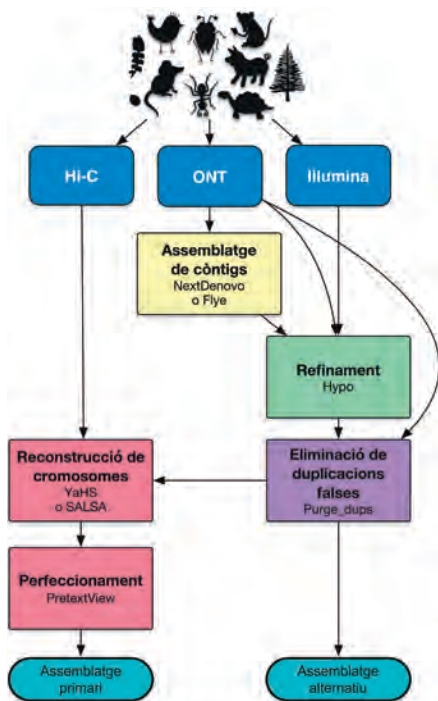 Hi-C
ONT
Illumina
Assemblatge
de còntigs
NextDenovo
o Flye
Refinament
Hypo
Reconstrucció de
cromosomes
YaHS
o SALSA
Eliminació de
duplicacions
falses
Purge_dups
Perfeccionament
PretextView
Assemblatge
primari
Assemblatge
alternatiu